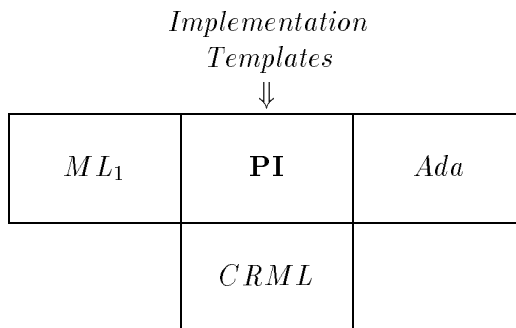 Implementation
Templates
⇓
ML₁ PI Ada
CRML